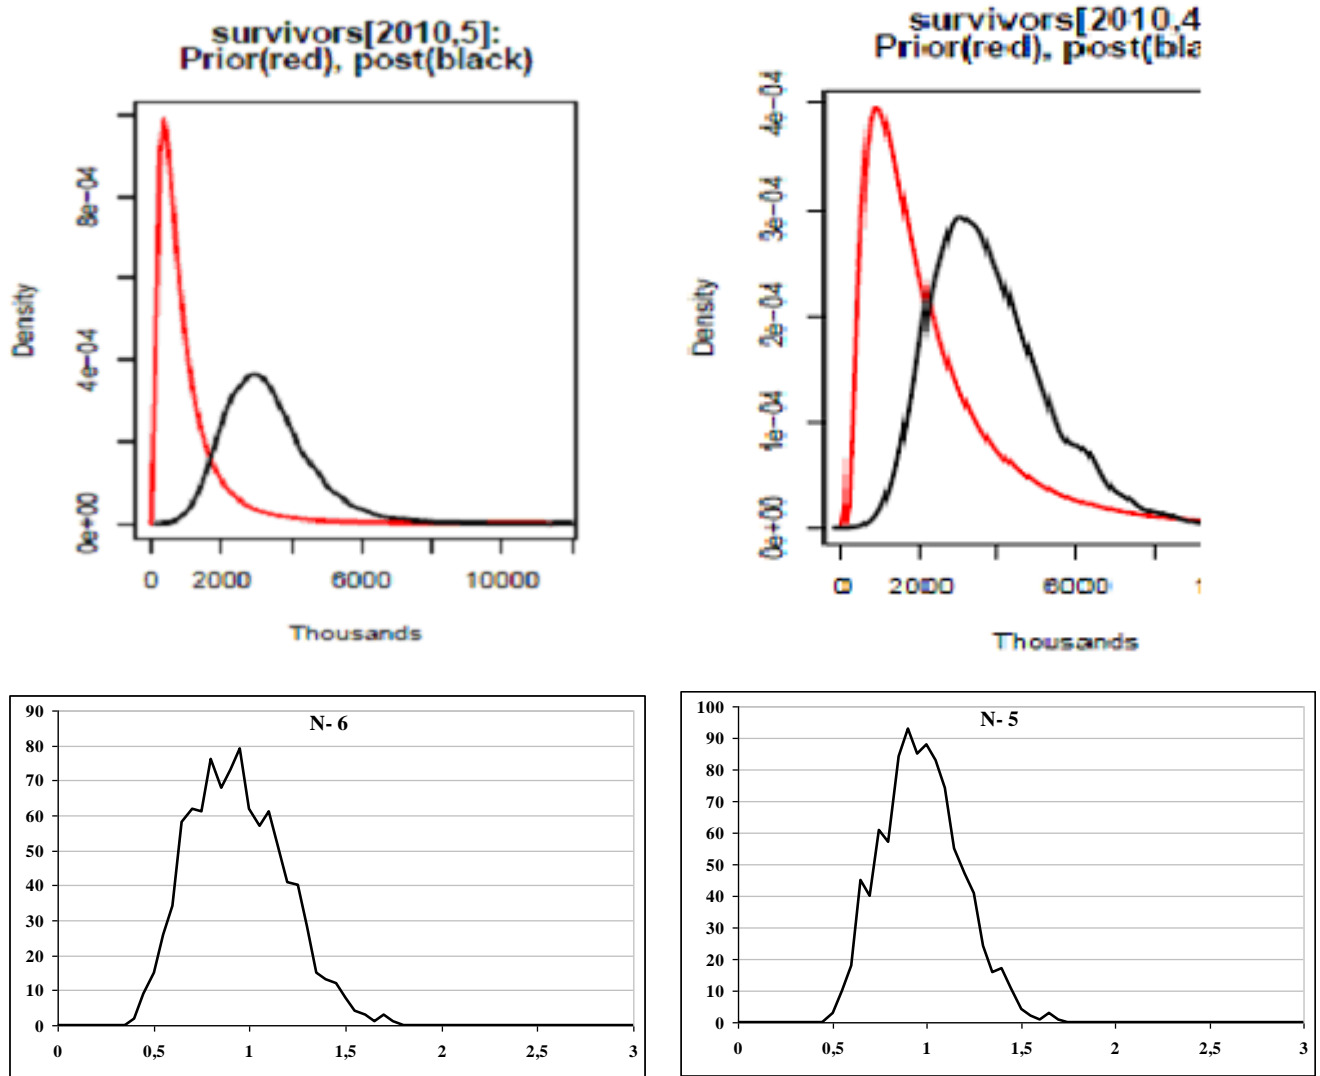 survivors[2010,5]:
Prior(red), post(black)
Density
0e+00
4e-04
8e-04
0
2000
6000
10000
Thousands
survivors[2010,4
Prior(red), post(bla
Density
0e+00
1e-04
2e-04
3e-04
4e-04
0
2000
6000
1
Thousands
N- 6
90
80
70
60
50
40
30
20
10
0
0 0,5 1 1,5 2 2,5 3
N- 5
100
90
80
70
60
50
40
30
20
10
0
0 0,5 1 1,5 2 2,5 3